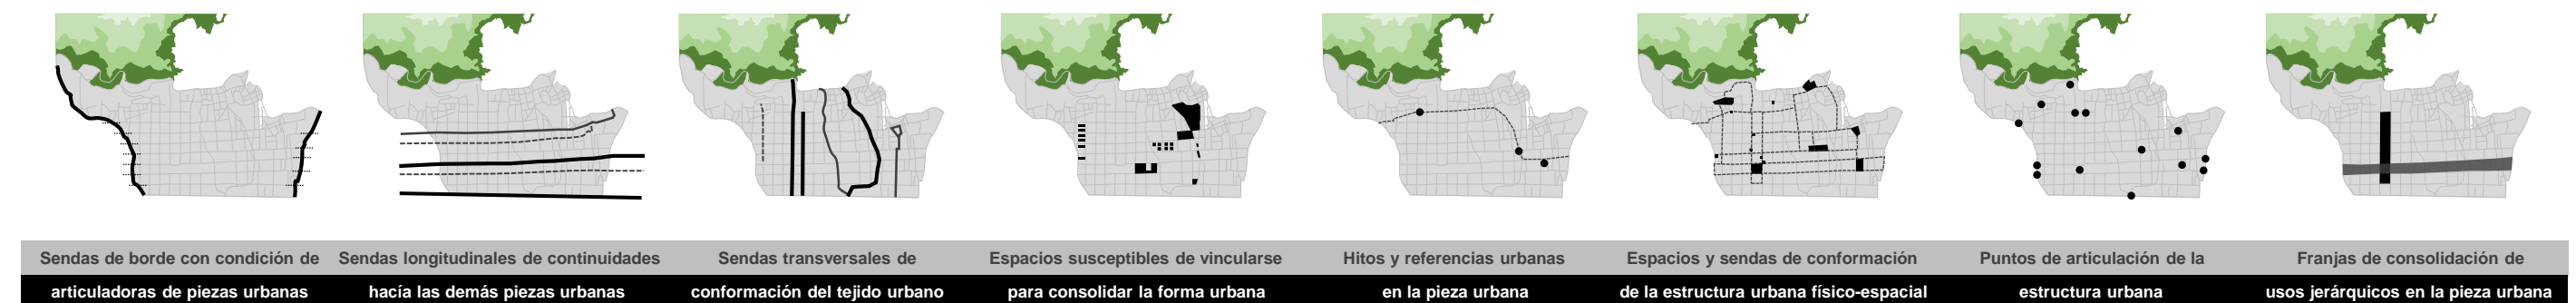 Sendas de borde con condición de
articuladoras de piezas urbanas
Sendas longitudinales de continuidades
hacía las demás piezas urbanas
Sendas transversales de
conformación del tejido urbano
Espacios susceptibles de vincularse
para consolidar la forma urbana
Hitos y referencias urbanas
en la pieza urbana
Espacios y sendas de conformación
de la estructura urbana físico-espacial
Puntos de articulación de la
estructura urbana
Franjas de consolidación de
usos jerárquicos en la pieza urbana